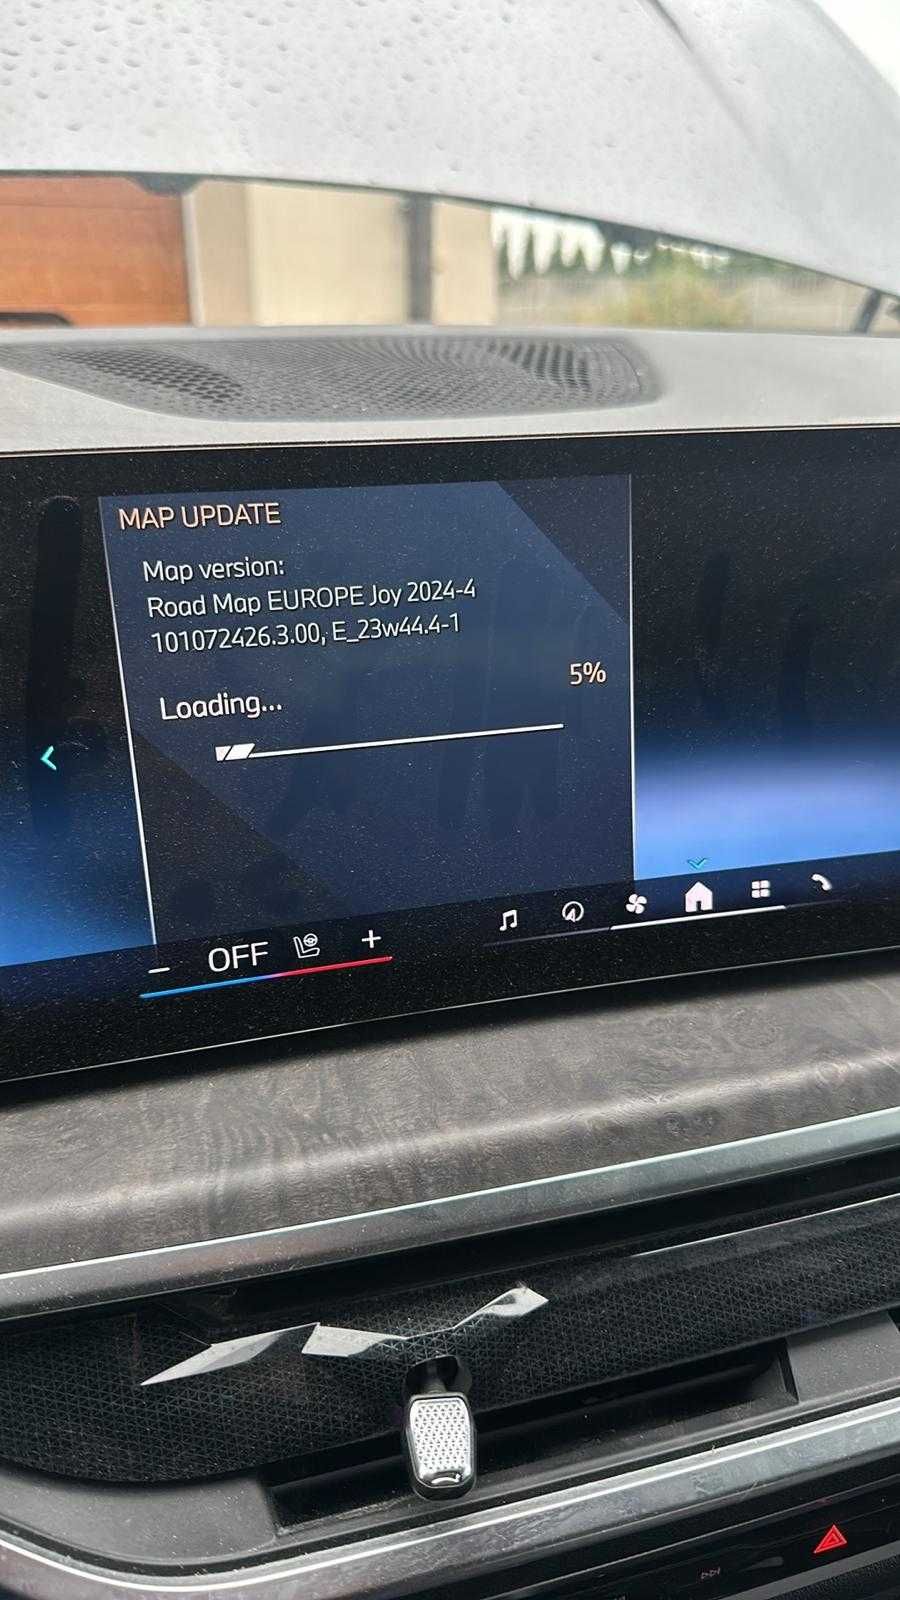 MAP UPDATE
Map version:
Road Map EUROPE Joy 2024-4
101072426.3.00, E_23w44.4-1
5%
Loading...
− OFF +